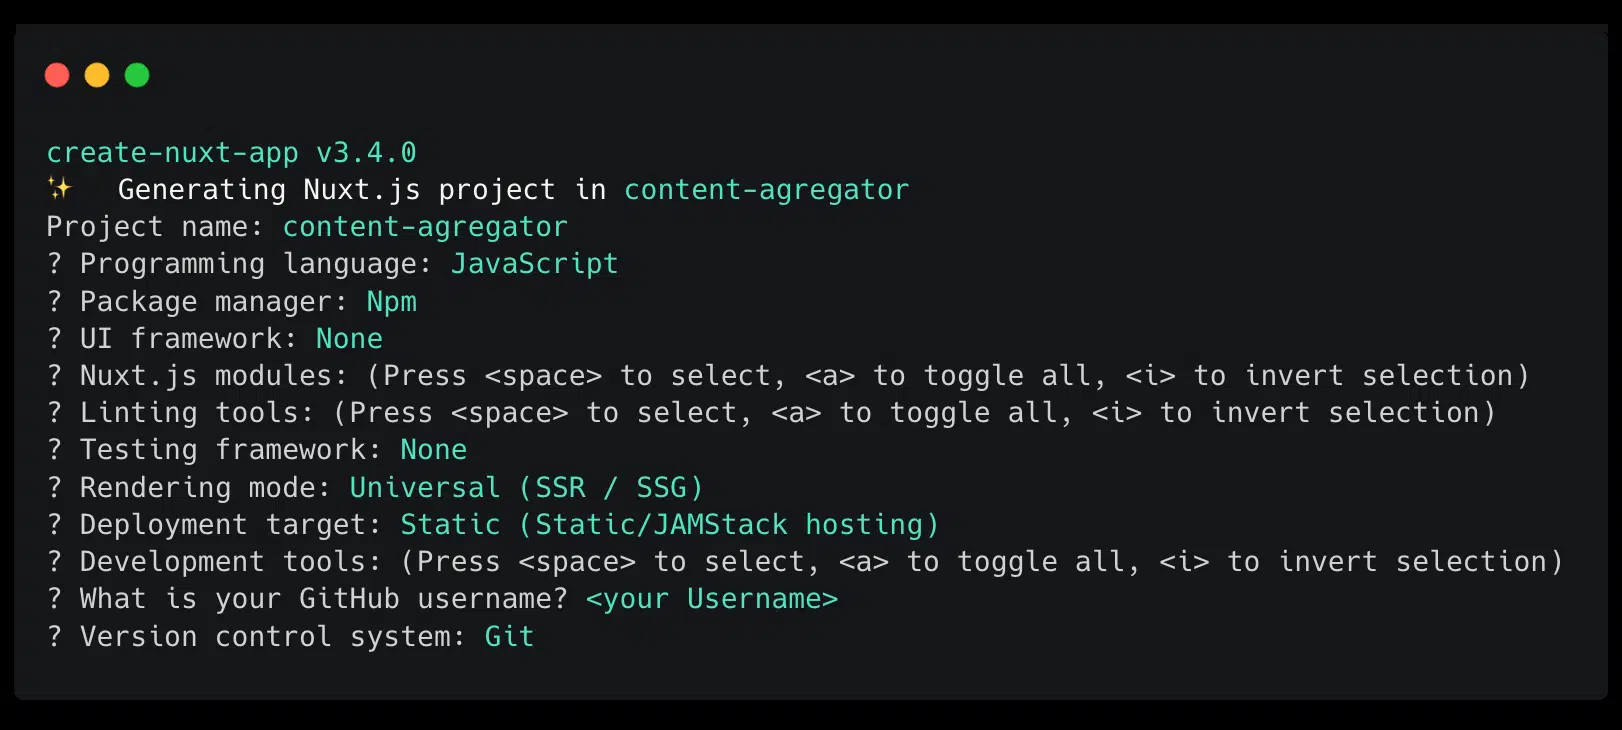 create-nuxt-app v3.4.0
✨ Generating Nuxt.js project in content-agregator
Project name: content-agregator
? Programming language: JavaScript
? Package manager: Npm
? UI framework: None
? Nuxt.js modules: (Press <space> to select, <a> to toggle all, <i> to invert selection)
? Linting tools: (Press <space> to select, <a> to toggle all, <i> to invert selection)
? Testing framework: None
? Rendering mode: Universal (SSR / SSG)
? Deployment target: Static (Static/JAMStack hosting)
? Development tools: (Press <space> to select, <a> to toggle all, <i> to invert selection)
? What is your GitHub username? <your Username>
? Version control system: Git